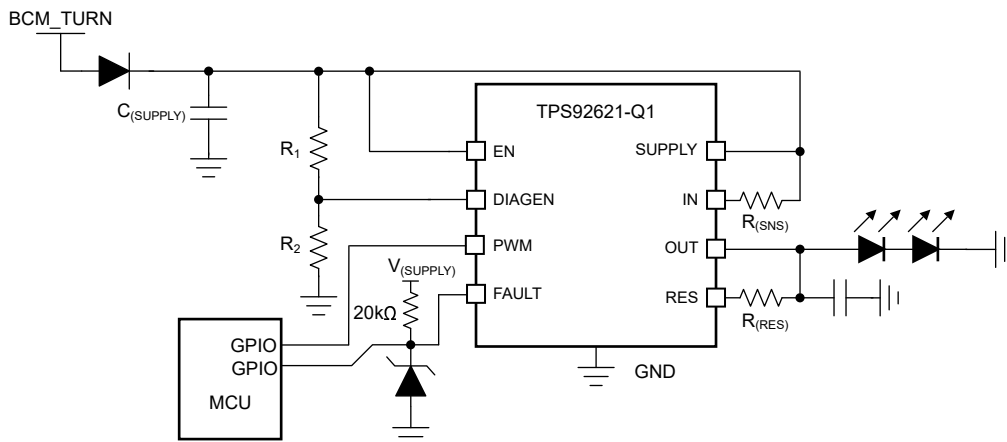 BCM_TURN
C(SUPPLY)
R1
R2
TPS92621-Q1
EN
DIAGEN
PWM
FAULT
SUPPLY
IN
OUT
RES
R(SNS)
R(RES)
V(SUPPLY)
20kΩ
GPIO
GPIO
MCU
GND